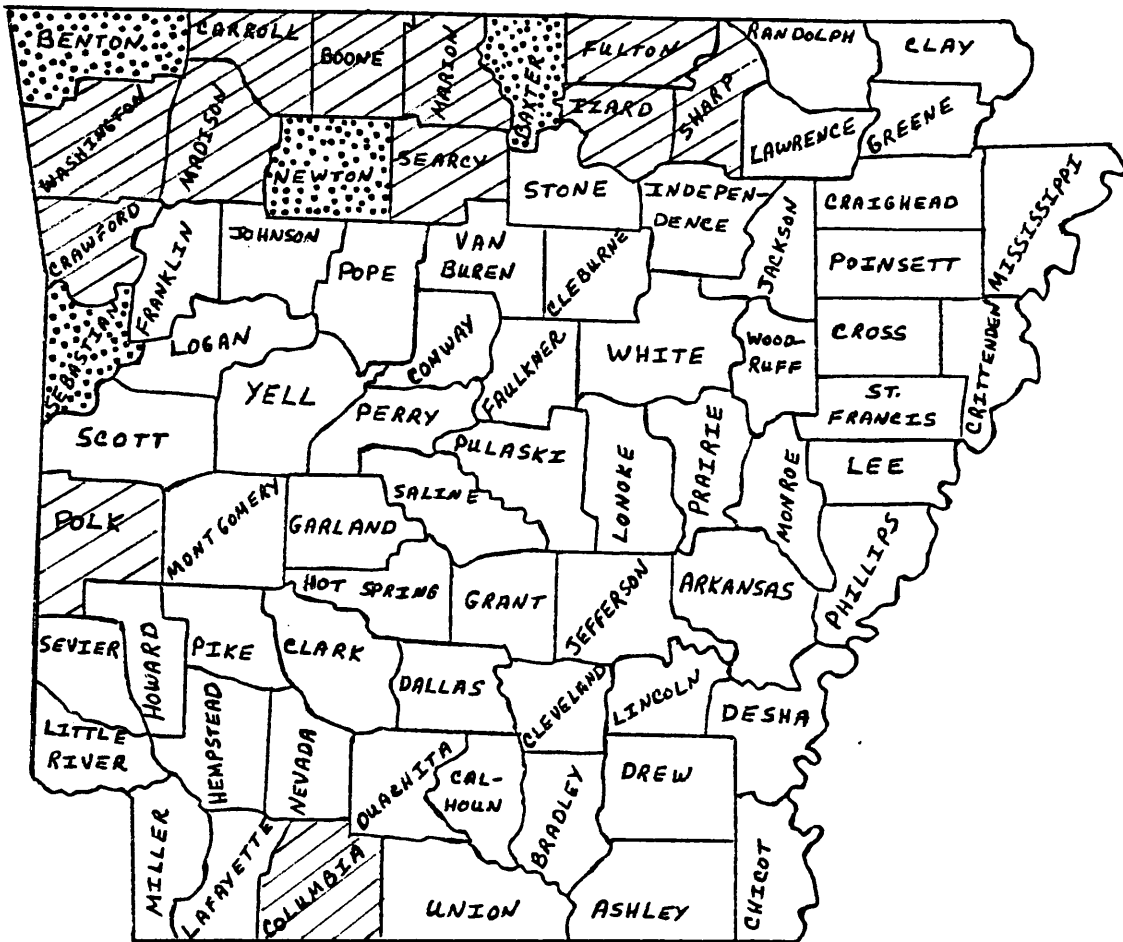 BENTON
CARROLL
BOONE
MARION
BAXTER
FULTON
RANDOLPH
CLAY
WASHINGTON
MADISON
NEWTON
SEARCY
IZARD
SHARP
LAWRENCE
GREENE
STONE
INDEPEN-
DENCE
JACKSON
CRAIGHEAD
MISSISSIPPI
CRAWFORD
FRANKLIN
JOHNSON
POPE
VAN
BUREN
CLEBURNE
POINSETT
SEBASTIAN
LOGAN
CONWAY
FAULKNER
WHITE
WOOD-
RUFF
CROSS
CRITTENDEN
YELL
PERRY
ST.
FRANCIS
SCOTT
PULASKI
LONOKE
PRAIRIE
MONROE
LEE
POLK
MONTGOMERY
GARLAND
SALINE
PHILLIPS
HOT SPRING
GRANT
JEFFERSON
ARKANSAS
SEVIER
HOWARD
PIKE
CLARK
DALLAS
CLEVELAND
LINCOLN
DESHA
LITTLE
RIVER
HEMPSTEAD
NEVADA
OUACHITA
CAL-
HOUN
BRADLEY
DREW
MILLER
LAFAYETTE
COLUMBIA
UNION
ASHLEY
CHICOT